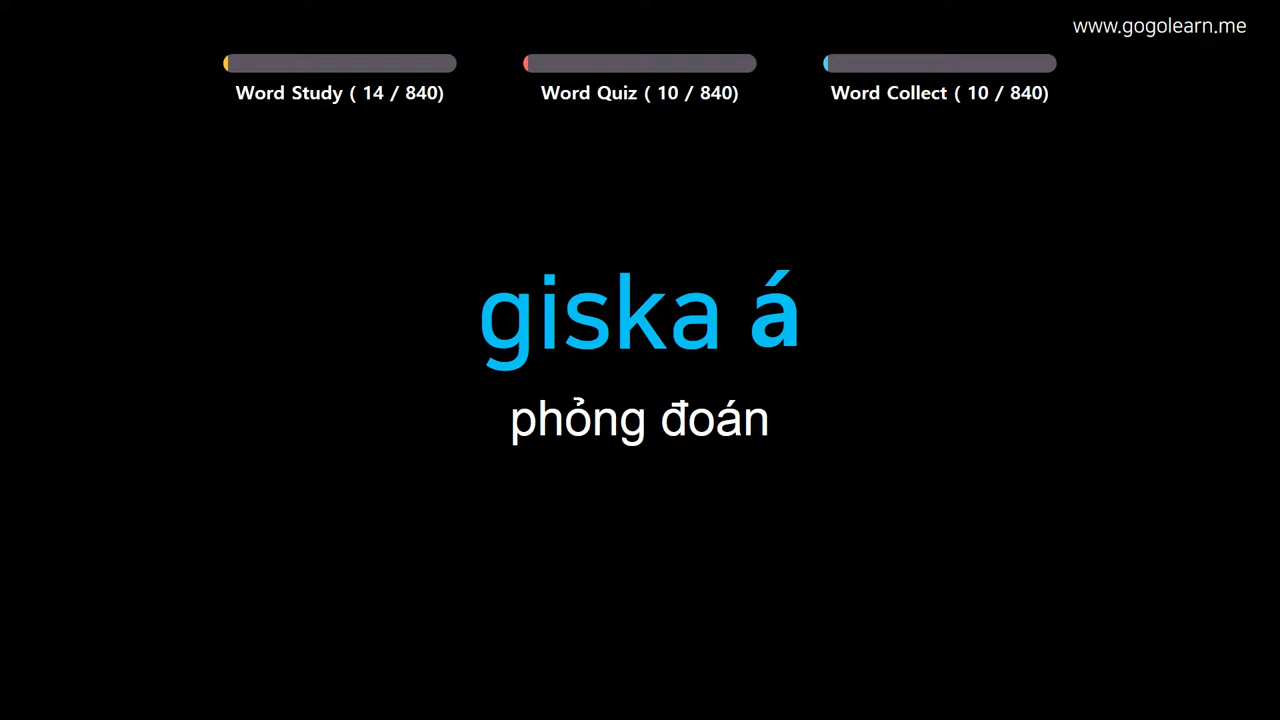 www.gogolearn.me
Word Study ( 14 / 840)
Word Quiz ( 10 / 840)
Word Collect ( 10 / 840)
giska á
phỏng đoán